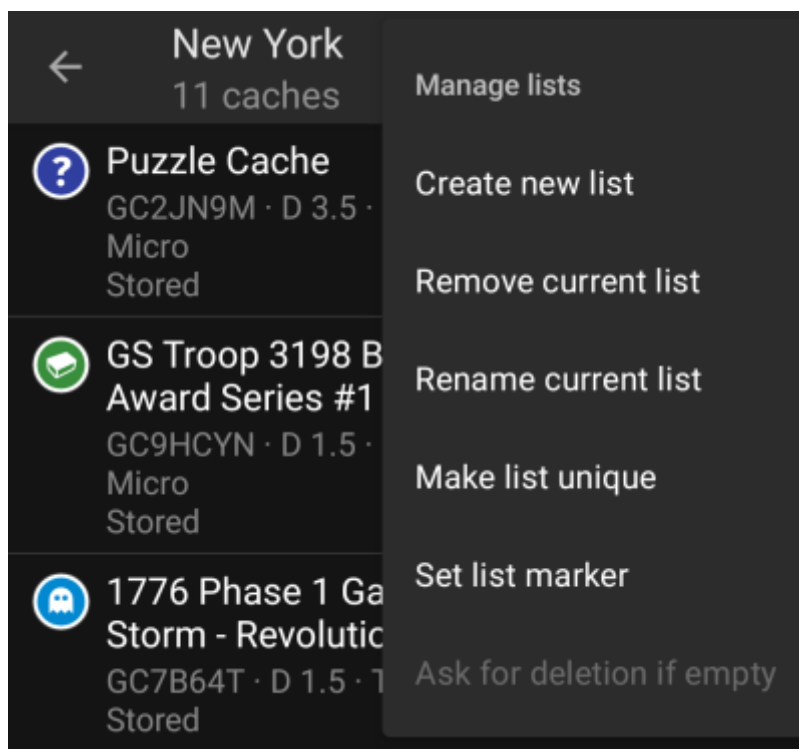 New York
11 caches
Puzzle Cache
GC2JN9M · D 3.5 ·
Micro
Stored
GS Troop 3198 B
Award Series #1
GC9HCYN · D 1.5 ·
Micro
Stored
1776 Phase 1 Ga
Storm - Revolutic
GC7B64T · D 1.5 · T
Stored
Manage lists
Create new list
Remove current list
Rename current list
Make list unique
Set list marker
Ask for deletion if empty